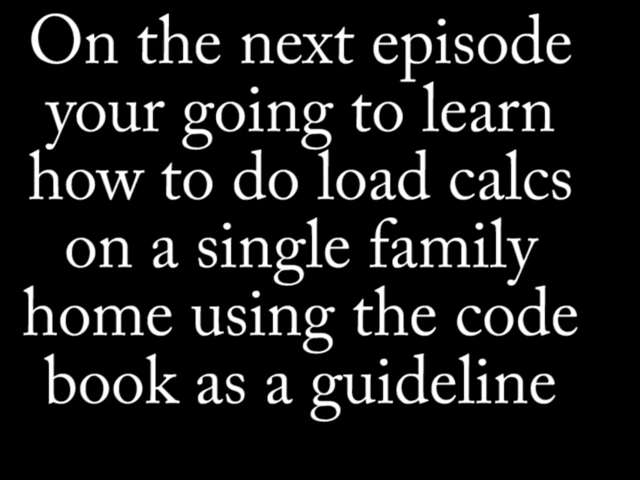 On the next episode
your going to learn
how to do load calcs
on a single family
home using the code
book as a guideline